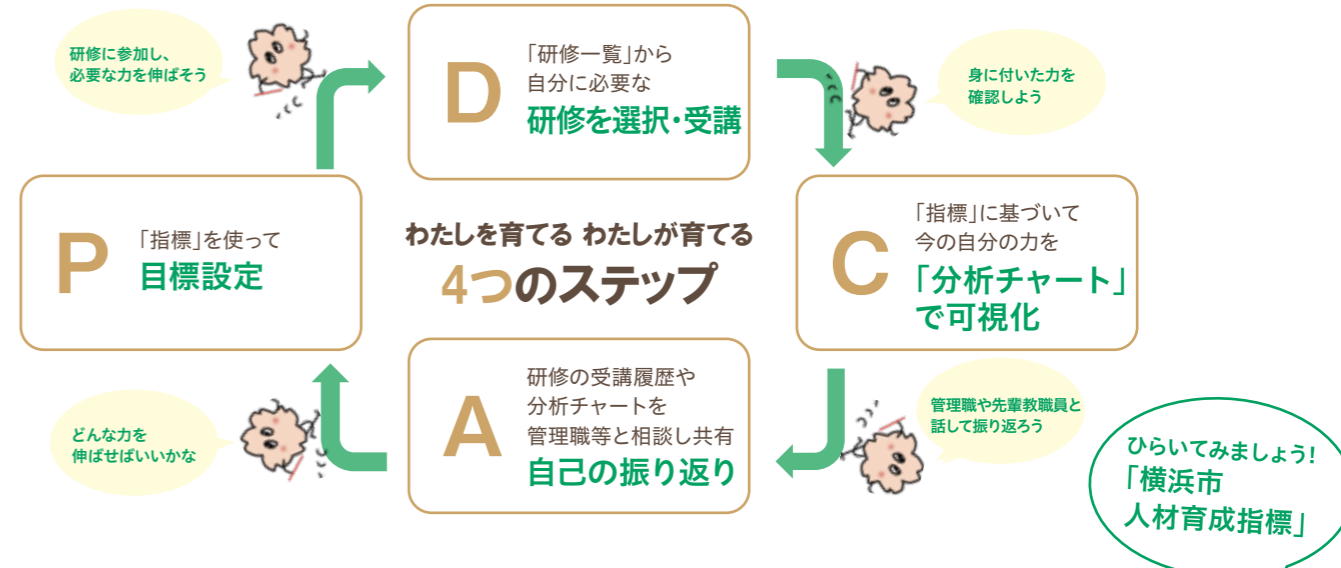 研修に参加し、
必要な力を伸ばそう
D
「研修一覧」から
自分に必要な
研修を選択・受講
身に付いた力を
確認しよう
P
「指標」を使って
目標設定
わたしを育てる わたしが育てる
4つのステップ
C
「指標」に基づいて
今の自分の力を
「分析チャート」
で可視化
どんな力を
伸ばせばいいかな
A
研修の受講履歴や
分析チャートを
管理職等と相談し共有
自己の振り返り
管理職や先輩教職員と
話して振り返ろう
ひらいてみましょう!
「横浜市
人材育成指標」